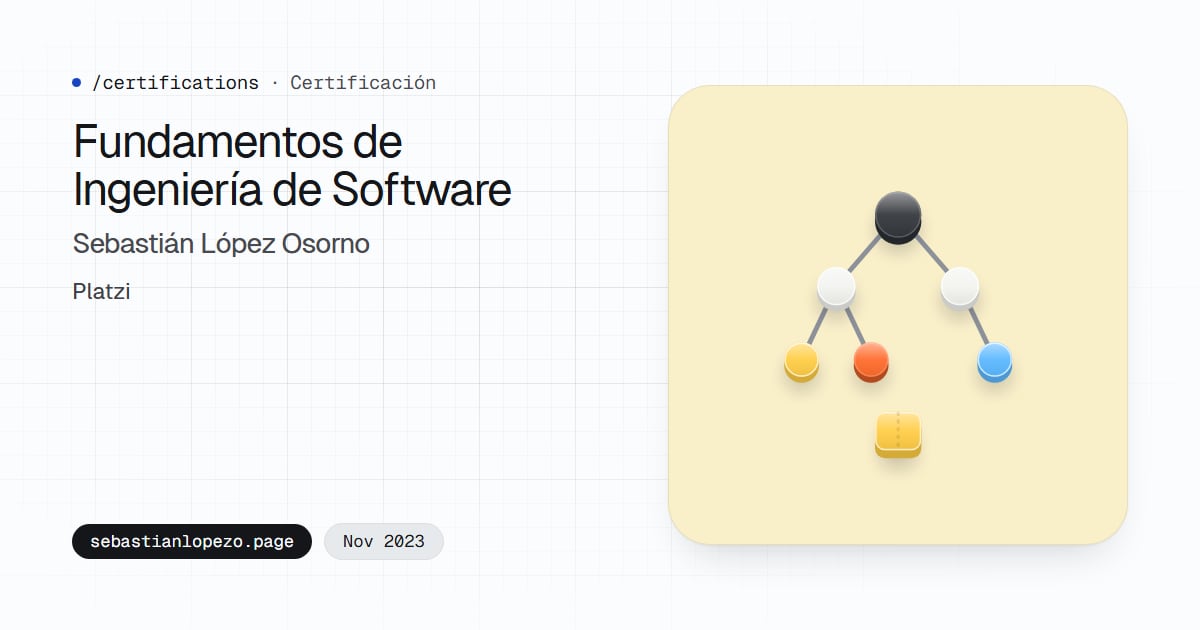 /certifications · Certificación
Fundamentos de
Ingeniería de Software
Sebastián López Osorno
Platzi
sebastianlopezo.page
Nov 2023